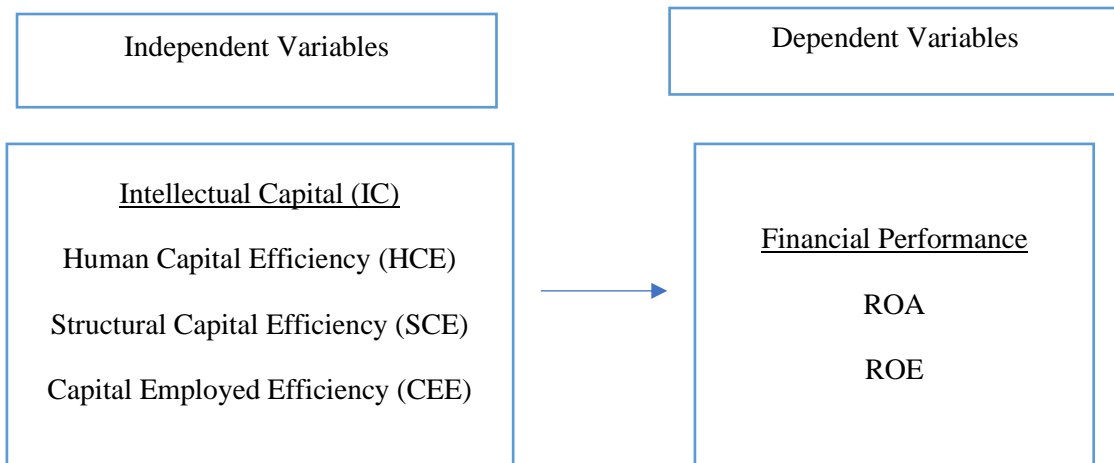 Independent Variables
Dependent Variables
Intellectual Capital (IC)
Human Capital Efficiency (HCE)
Structural Capital Efficiency (SCE)
Capital Employed Efficiency (CEE)
Financial Performance
ROA
ROE